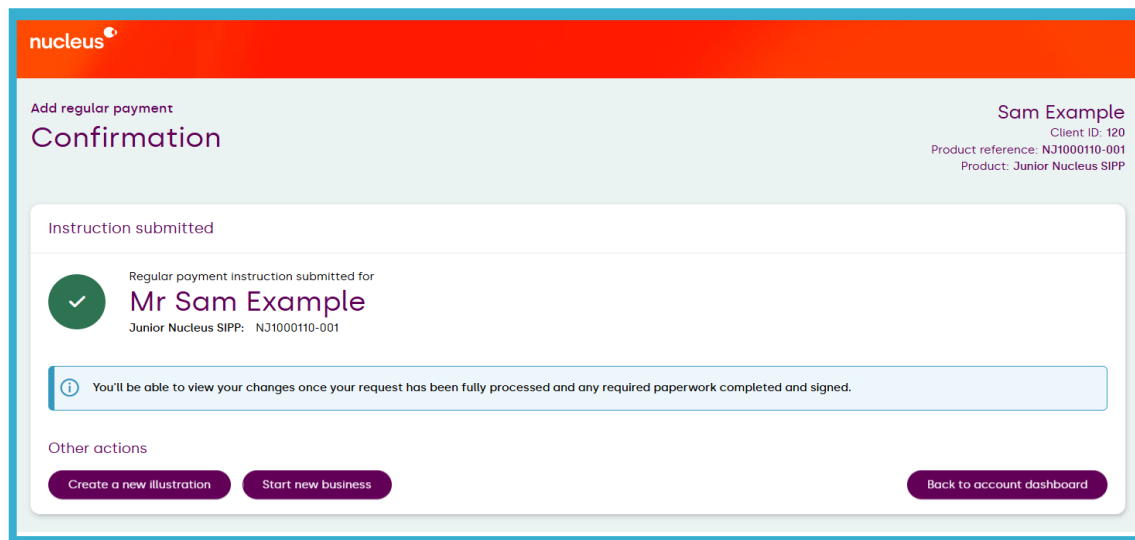 nucleus
Add regular payment
Confirmation
Sam Example
Client ID: 120
Product reference: NJ1000110-001
Product: Junior Nucleus SIPP
Instruction submitted
Regular payment instruction submitted for
Mr Sam Example
Junior Nucleus SIPP: NJ1000110-001
You'll be able to view your changes once your request has been fully processed and any required paperwork completed and signed.
Other actions
Create a new illustration
Start new business
Back to account dashboard